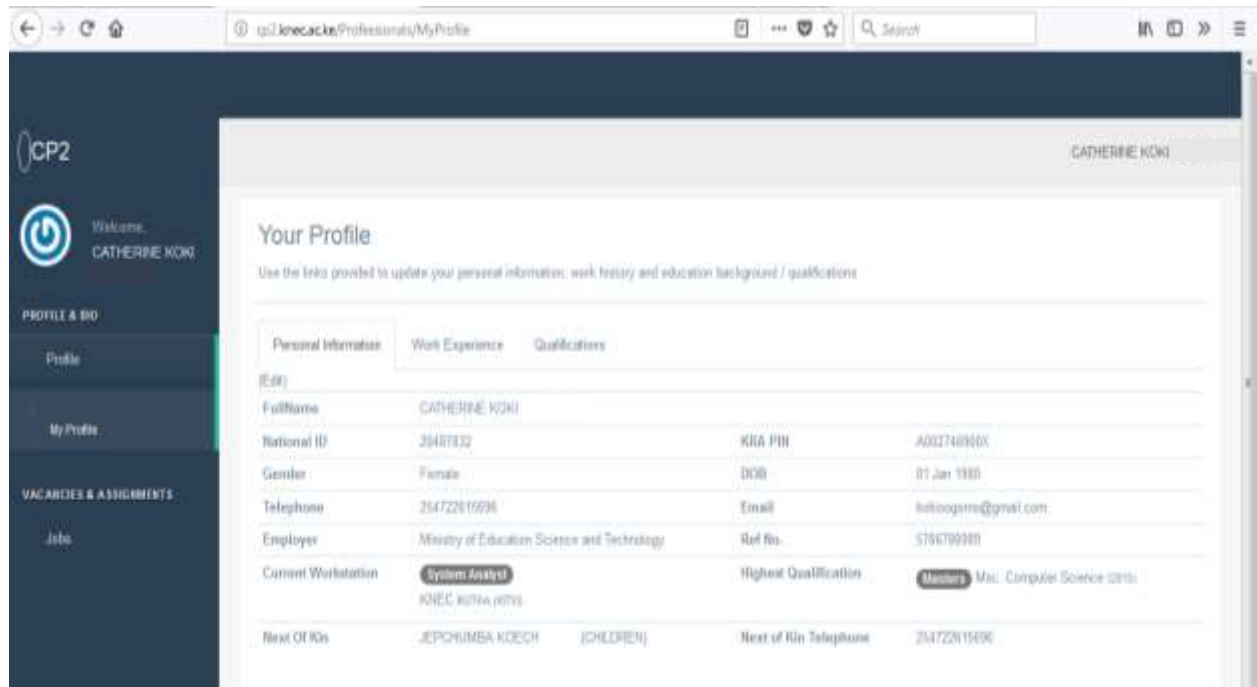 cp2.knec.ac.ke/Professionals/MyProfile
Search
CP2
CATHERINE KOKI
Welcome,
CATHERINE KOKI
Your Profile
Use the links provided to update your personal information, work history and education background / qualifications
PROFILE & BIO
Profile
My Profile
VACANCIES & ASSIGNMENTS
Jobs
Personal Information Work Experience Qualifications
[Edit]
FullName CATHERINE KOKI
National ID KRA PIN
Gender Female DOB 01 Jan 1980
Telephone Email
Employer Ministry of Education Science and Technology Ref No.
Current Workstation System Analyst Highest Qualification Masters Msc. Computer Science
KNEC
Next Of Kin JEPCHUMBA KOECH (CHILDREN) Next of Kin Telephone